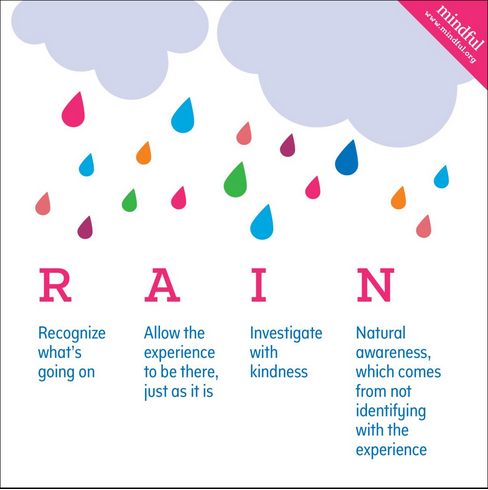 mindful
www.mindful.org
R A I N
Recognize
what's
going on
Allow the
experience
to be there,
just as it is
Investigate
with
kindness
Natural
awareness,
which comes
from not
identifying
with the
experience